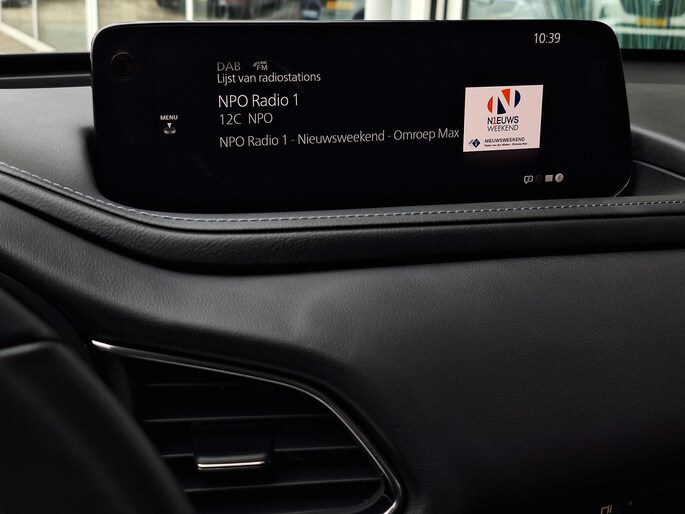 10:39
DAB FM
Lijst van radiostations
NPO Radio 1
12C NPO
NPO Radio 1 - Nieuwsweekend - Omroep Max
MENU
N
NIEUWS
WEEKEND
NIEUWSWEEKEND